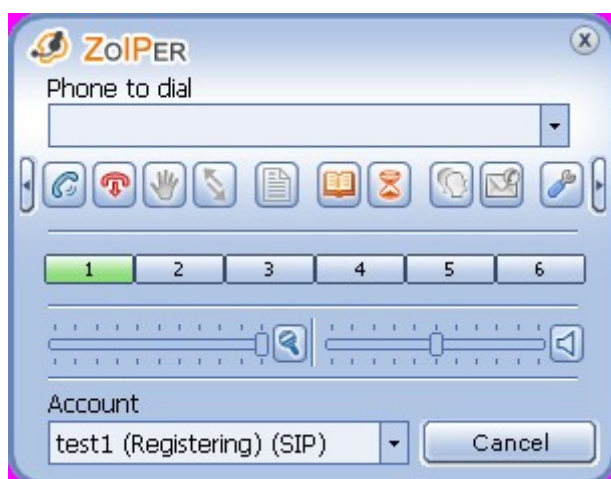 ZoIPER
Phone to dial
1 2 3 4 5 6
Account
test1 (Registering) (SIP) Cancel